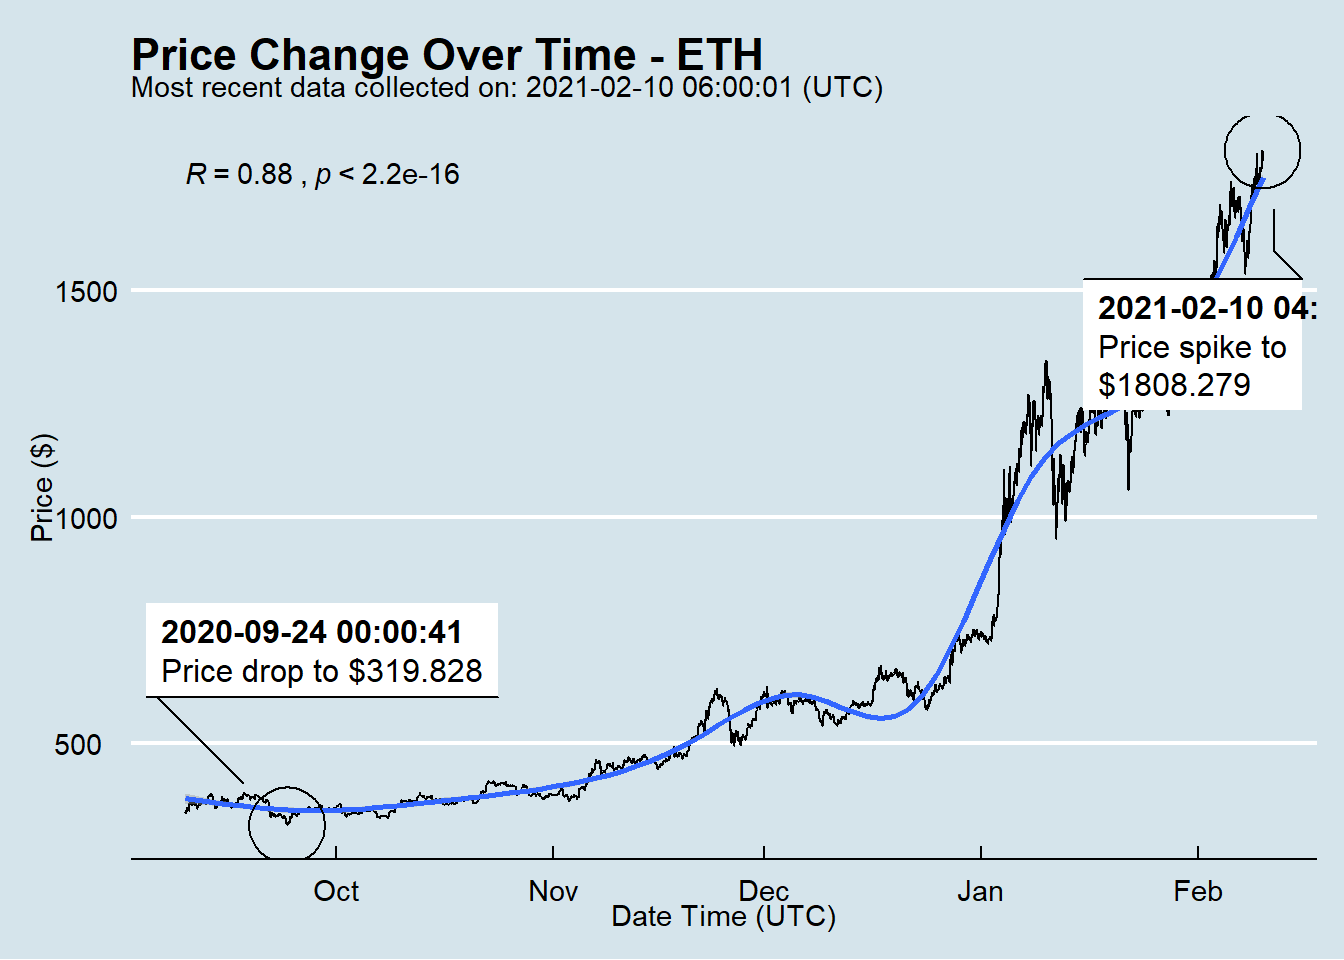 Price Change Over Time - ETH
Most recent data collected on: 2021-02-10 06:00:01 (UTC)
R = 0.88 , p < 2.2e-16
1500
2021-02-10 04:
Price spike to
$1808.279
Price ($)
1000
2020-09-24 00:00:41
Price drop to $319.828
500
Oct Nov Dec Jan Feb
Date Time (UTC)